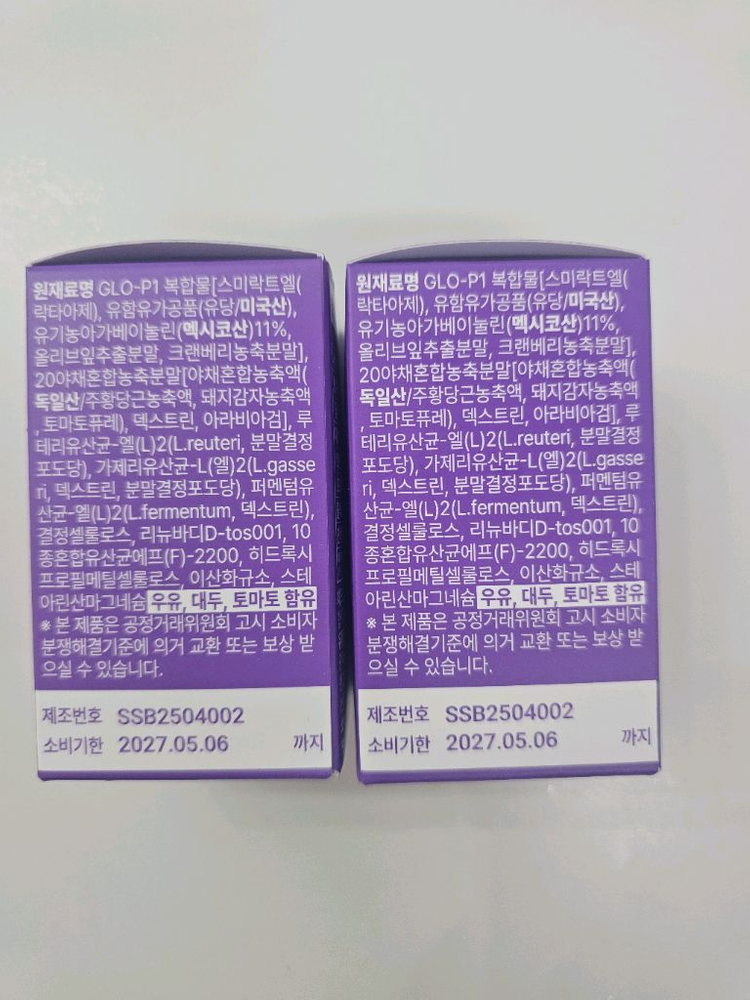 원재료명 GLO-P1 복합물[스미락트엘(
락타아제), 유함유가공품(유당/미국산),
유기농아가베이눌린(멕시코산)11%,
올리브잎추출분말, 크랜베리농축분말],
20야채혼합농축분말[야채혼합농축액(
독일산/주황당근농축액, 돼지감자농축액
, 토마토퓨레), 덱스트린, 아라비아검], 루
테리유산균-엘(L)2(L.reuteri, 분말결정
포도당), 가제리유산균-L(엘)2(L.gasse
ri, 덱스트린, 분말결정포도당), 퍼멘텀유
산균-엘(L)2(L.fermentum, 덱스트린),
결정셀룰로스, 리뉴바디D-tos001, 10
종혼합유산균에프(F)-2200, 히드록시
프로필메틸셀룰로스, 이산화규소, 스테
아린산마그네슘 우유, 대두, 토마토 함유
※ 본 제품은 공정거래위원회 고시 소비자
분쟁해결기준에 의거 교환 또는 보상 받
으실 수 있습니다.
제조번호 SSB2504002
소비기한 2027.05.06 까지
원재료명 GLO-P1 복합물[스미락트엘(
락타아제), 유함유가공품(유당/미국산),
유기농아가베이눌린(멕시코산)11%,
올리브잎추출분말, 크랜베리농축분말],
20야채혼합농축분말[야채혼합농축액(
독일산/주황당근농축액, 돼지감자농축액
, 토마토퓨레), 덱스트린, 아라비아검], 루
테리유산균-엘(L)2(L.reuteri, 분말결정
포도당), 가제리유산균-L(엘)2(L.gasse
ri, 덱스트린, 분말결정포도당), 퍼멘텀유
산균-엘(L)2(L.fermentum, 덱스트린),
결정셀룰로스, 리뉴바디D-tos001, 10
종혼합유산균에프(F)-2200, 히드록시
프로필메틸셀룰로스, 이산화규소, 스테
아린산마그네슘 우유, 대두, 토마토 함유
※ 본 제품은 공정거래위원회 고시 소비자
분쟁해결기준에 의거 교환 또는 보상 받
으실 수 있습니다.
제조번호 SSB2504002
소비기한 2027.05.06 까지